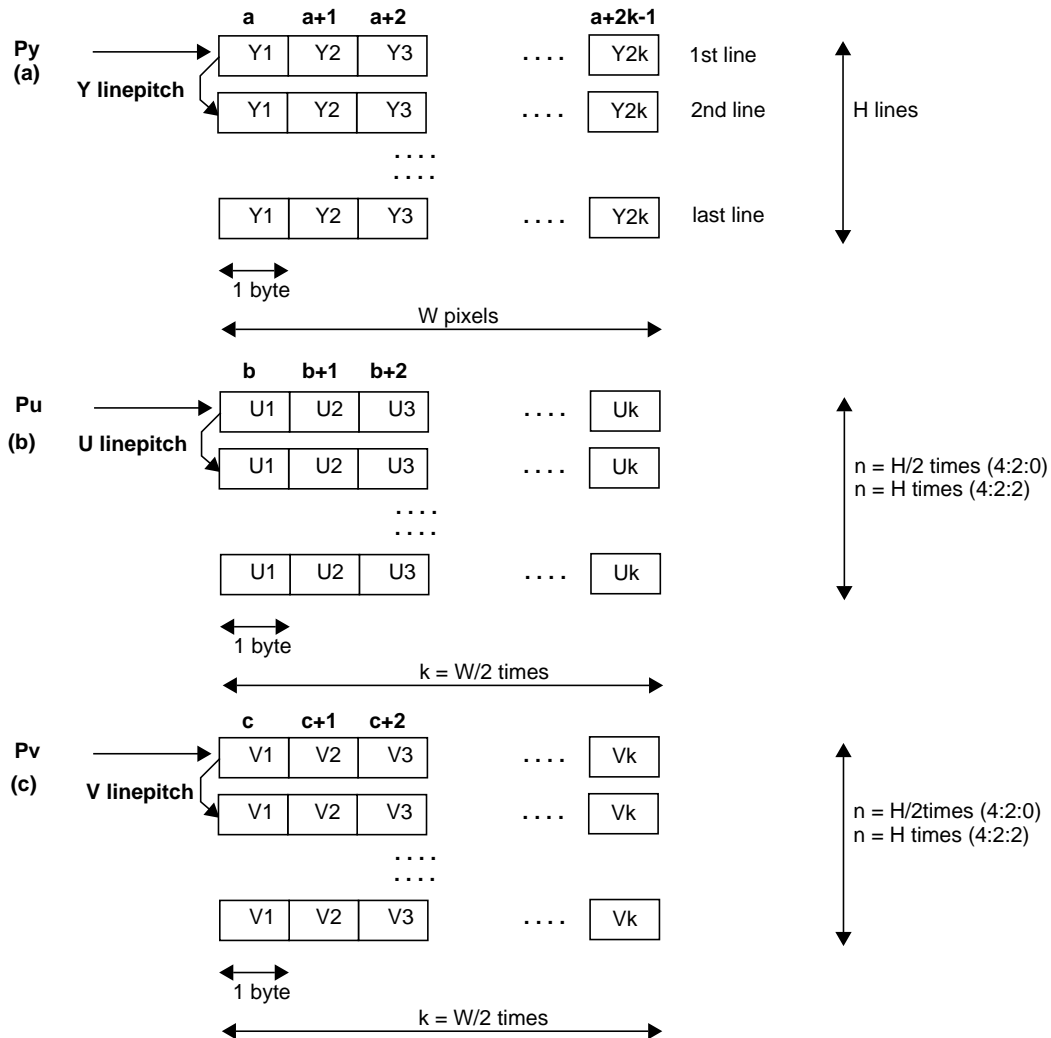 a a+1 a+2 a+2k-1
Py Y1 Y2 Y3 .... Y2k 1st line
(a)
Y linepitch
Y1 Y2 Y3 .... Y2k 2nd line H lines
....
....
Y1 Y2 Y3 .... Y2k last line
1 byte
W pixels
b b+1 b+2
Pu U1 U2 U3 .... Uk
(b) U linepitch
U1 U2 U3 .... Uk n = H/2 times (4:2:0)
n = H times (4:2:2)
....
....
U1 U2 U3 .... Uk
1 byte
k = W/2 times
c c+1 c+2
Pv V1 V2 V3 .... Vk
(c)
V linepitch
V1 V2 V3 .... Vk n = H/2times (4:2:0)
n = H times (4:2:2)
....
....
V1 V2 V3 .... Vk
1 byte
k = W/2 times